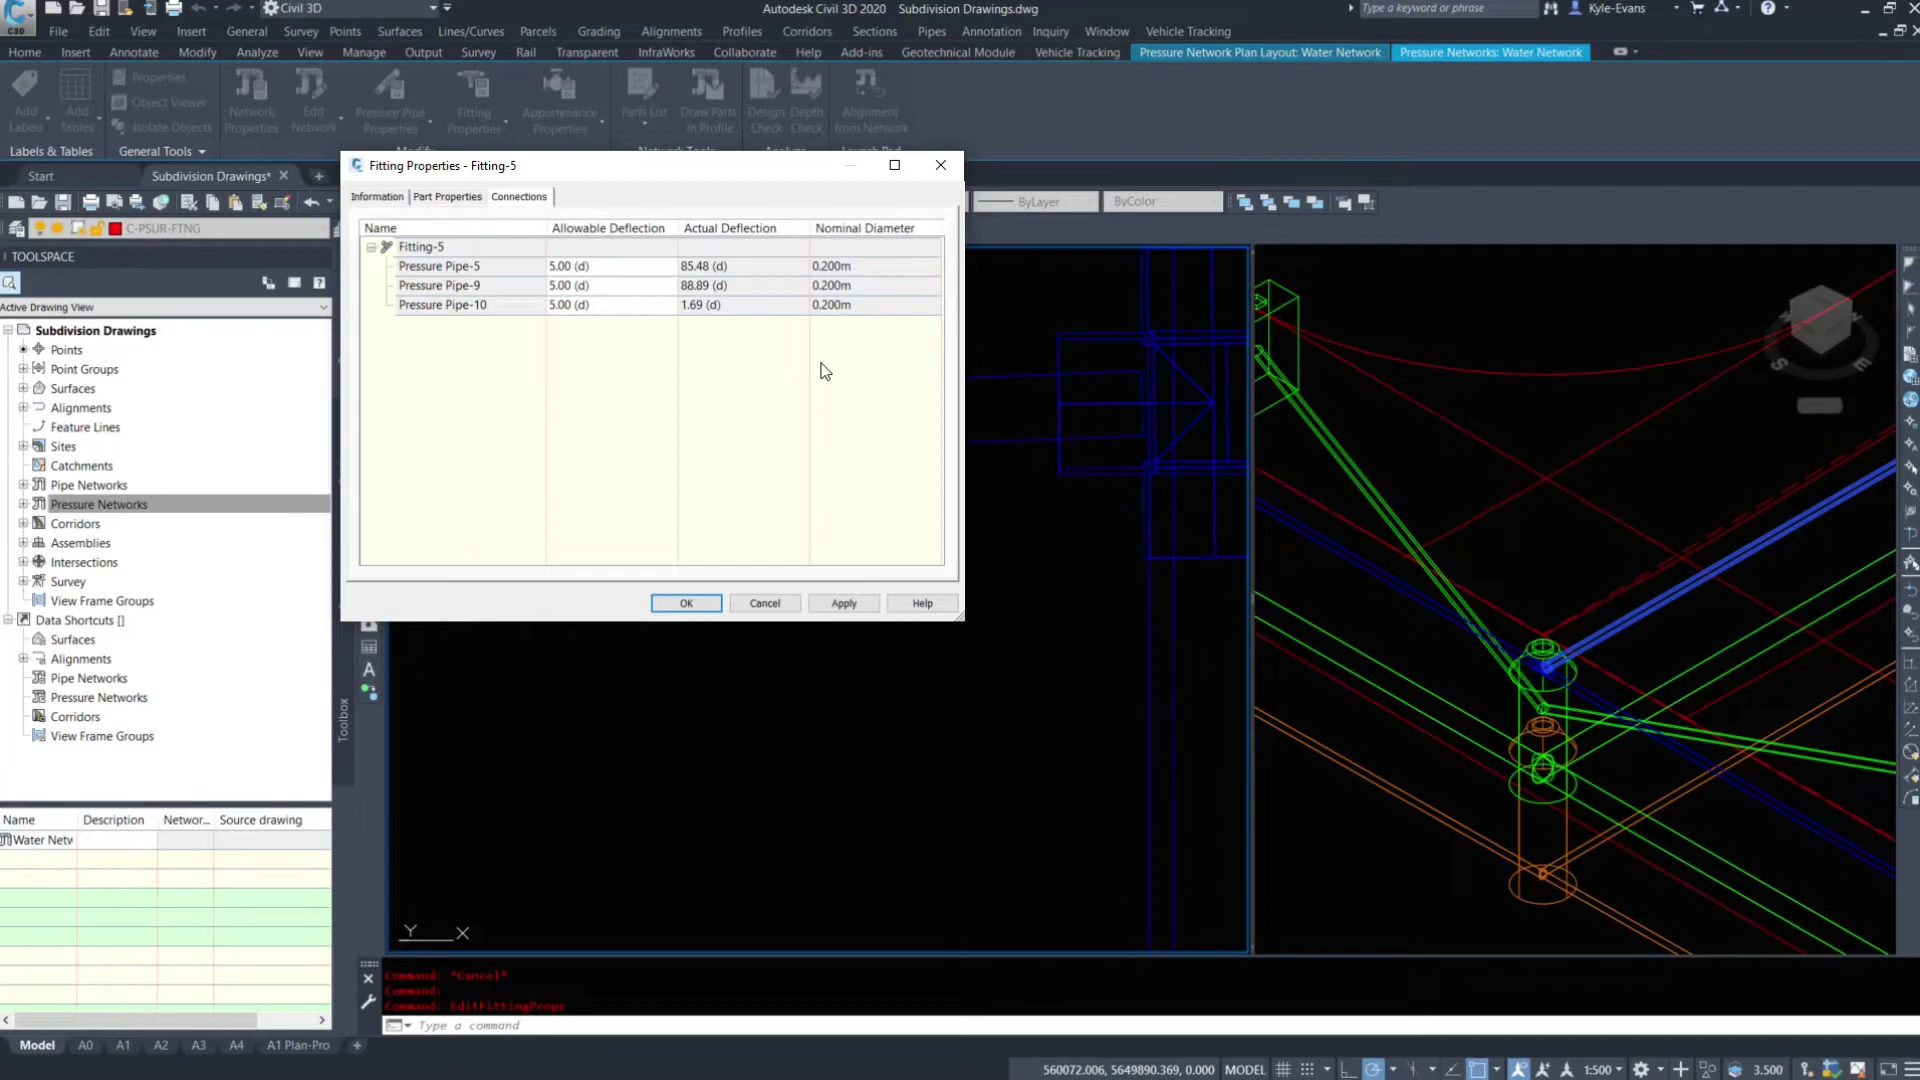 Civil 3D
Autodesk Civil 3D 2020 Subdivision Drawings.dwg
Type a keyword or phrase
Kyle-Evans
C3D
File Edit View Insert General Survey Points Surfaces Lines/Curves Parcels Grading Alignments Profiles Corridors Sections Pipes Annotation Inquiry Window Vehicle Tracking
Home Insert Annotate Modify Analyze View Manage Output Survey Rail Transparent InfraWorks Collaborate Help Add-ins Geotechnical Module Vehicle Tracking Pressure Network Plan Layout: Water Network Pressure Networks: Water Network
Add Labels
Add Tables
Properties
Object Viewer
Isolate Objects
Network Properties
Edit Network
Pressure Pipe Properties
Fitting Properties
Appurtenance Properties
Parts List
Draw Parts in Profile
Design Check
Depth Check
Alignment from Network
Labels & Tables
General Tools
Start
Subdivision Drawings*
C-PSUR-FTNG
ByLayer
ByColor
Fitting Properties - Fitting-5
Information Part Properties Connections
Name Allowable Deflection Actual Deflection Nominal Diameter
Fitting-5
Pressure Pipe-5 5.00 (d) 85.48 (d) 0.200m
Pressure Pipe-9 5.00 (d) 88.89 (d) 0.200m
Pressure Pipe-10 5.00 (d) 1.69 (d) 0.200m
OK Cancel Apply Help
TOOLSPACE
Active Drawing View
Subdivision Drawings
Points
Point Groups
Surfaces
Alignments
Feature Lines
Sites
Catchments
Pipe Networks
Pressure Networks
Corridors
Assemblies
Intersections
Survey
View Frame Groups
Data Shortcuts []
Surfaces
Alignments
Pipe Networks
Pressure Networks
Corridors
View Frame Groups
Toolbox
Name Description Networ... Source drawing
Water Netw
S
E
Y
X
Command: *Cancel*
Command:
Command: EditFittingProps
Type a command
Model A0 A1 A2 A3 A4 A1 Plan-Pro
560072.006, 5649890.369, 0.000 MODEL 1:500 3.500